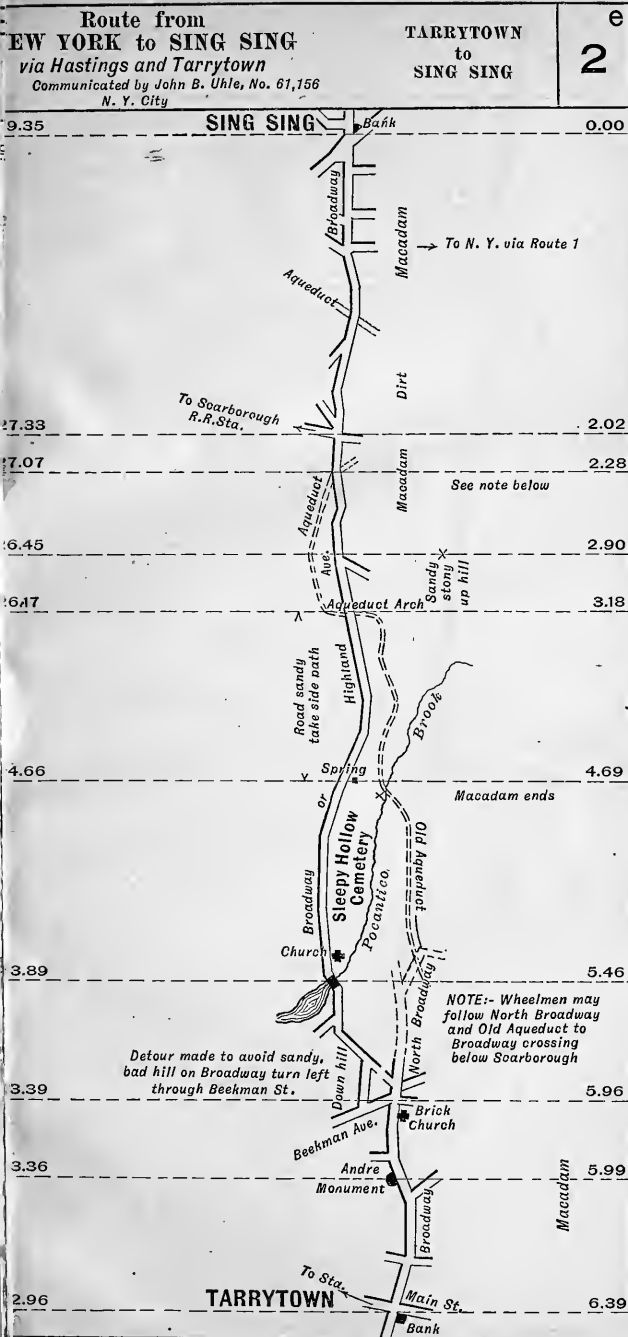 Route from
EW YORK to SING SING
via Hastings and Tarrytown
Communicated by John B. Uhle, No. 61,156
N. Y. City
TARRYTOWN
to
SING SING
e
2
9.35
SING SING
Bank
0.00
Broadway
Macadam
To N. Y. via Route 1
Aqueduct
Dirt
To Scarborough
R.R.Sta.
7.33
2.02
7.07
2.28
Aqueduct
Macadam
See note below
6.45
Ave.
2.90
Sandy
stony
up hill
6.17
Aqueduct Arch
3.18
Road sandy
take side path
Highland
Brook
Spring
4.66
4.69
or
Macadam ends
Sleepy Hollow
Cemetery
Old Aqueduct
Broadway
Pocantico
Church
3.89
5.46
North Broadway
NOTE:- Wheelmen may
follow North Broadway
and Old Aqueduct to
Broadway crossing
below Scarborough
Detour made to avoid sandy,
bad hill on Broadway turn left
through Beekman St.
Down hill
3.39
5.96
Beekman Ave.
Brick
Church
3.36
Andre
Monument
5.99
Broadway
Macadam
To Sta.
Main St.
2.96
TARRYTOWN
6.39
Bank